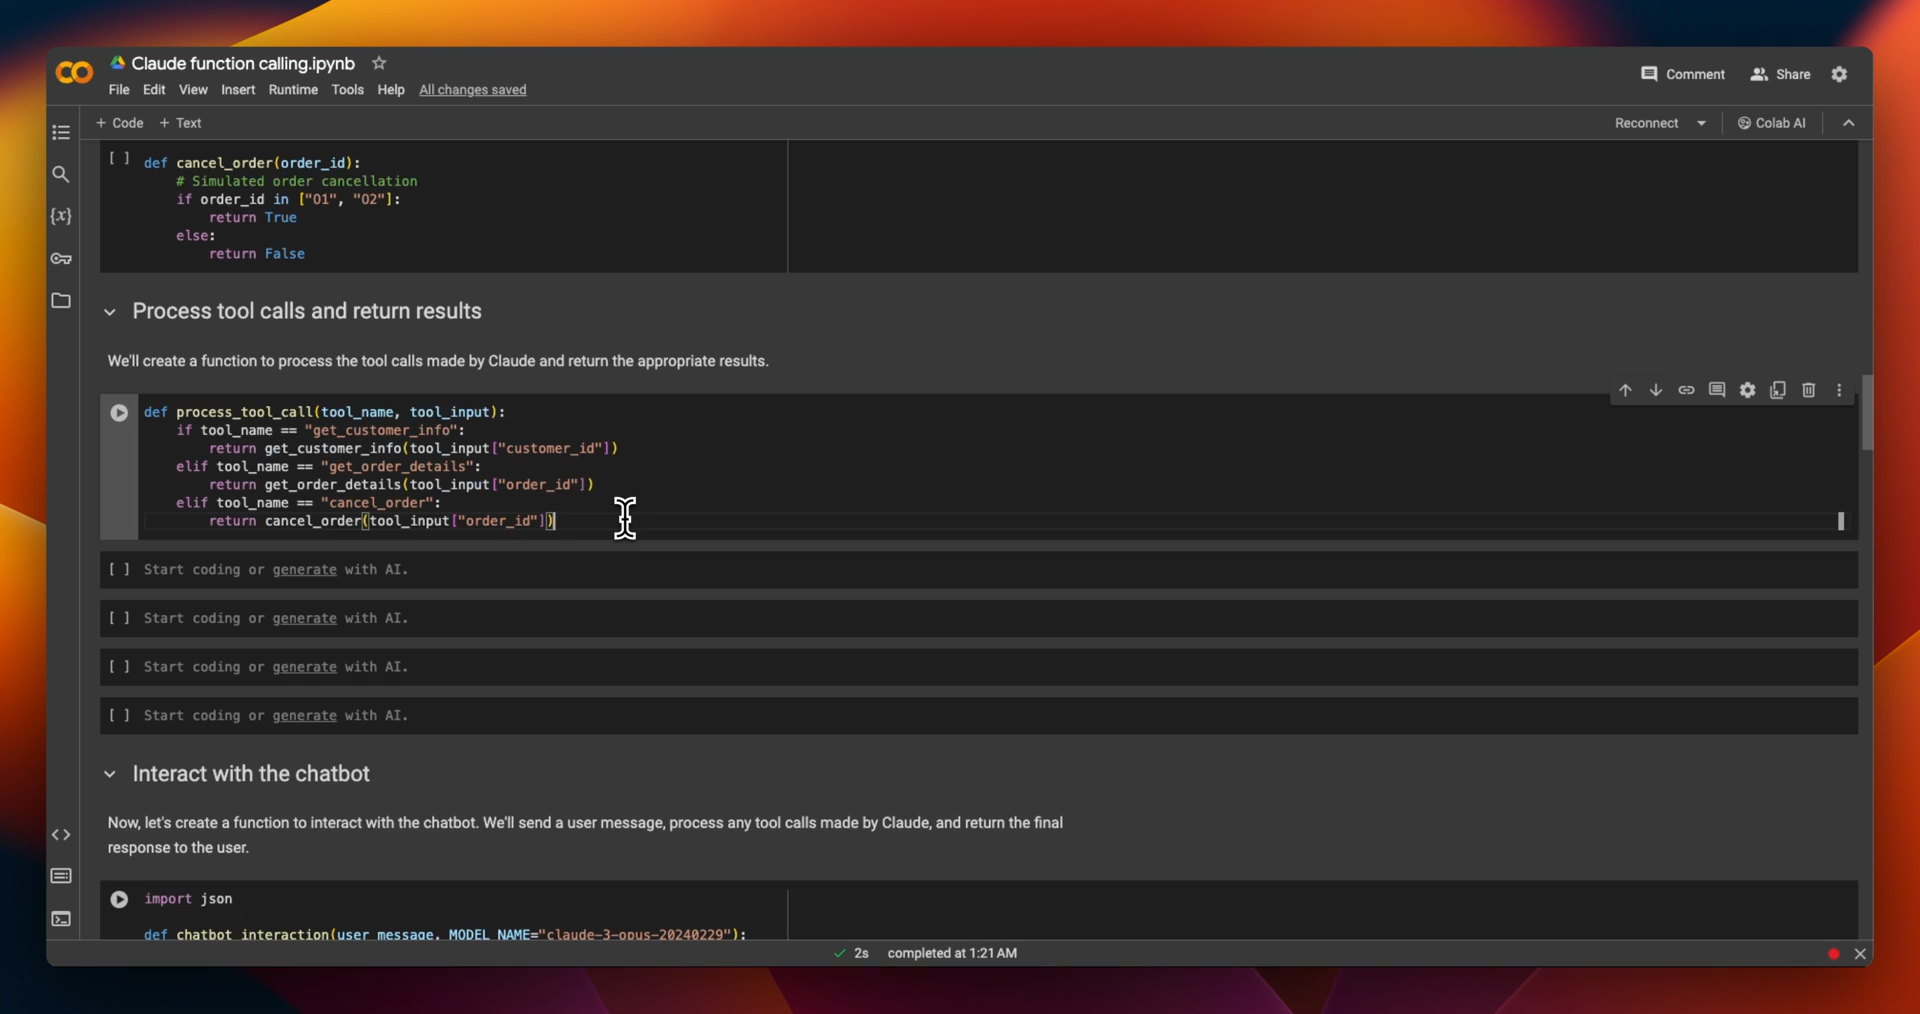 Claude function calling.ipynb
File Edit View Insert Runtime Tools Help All changes saved
Comment Share
+ Code + Text
Reconnect Colab AI
[ ] def cancel_order(order_id):
# Simulated order cancellation
if order_id in ["O1", "O2"]:
return True
else:
return False
Process tool calls and return results
We'll create a function to process the tool calls made by Claude and return the appropriate results.
def process_tool_call(tool_name, tool_input):
if tool_name == "get_customer_info":
return get_customer_info(tool_input["customer_id"])
elif tool_name == "get_order_details":
return get_order_details(tool_input["order_id"])
elif tool_name == "cancel_order":
return cancel_order(tool_input["order_id"])
[ ] Start coding or generate with AI.
[ ] Start coding or generate with AI.
[ ] Start coding or generate with AI.
[ ] Start coding or generate with AI.
Interact with the chatbot
Now, let's create a function to interact with the chatbot. We'll send a user message, process any tool calls made by Claude, and return the final
response to the user.
import json
def chatbot_interaction(user_message, MODEL_NAME="claude-3-opus-20240229"):
2s completed at 1:21 AM